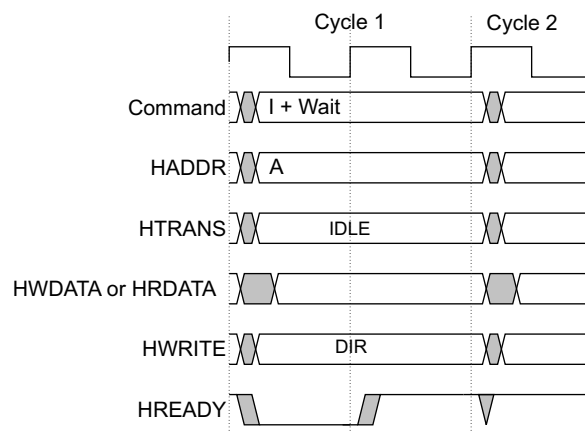 Cycle 1 Cycle 2
Command I + Wait
HADDR A
HTRANS IDLE
HWDATA or HRDATA
HWRITE DIR
HREADY